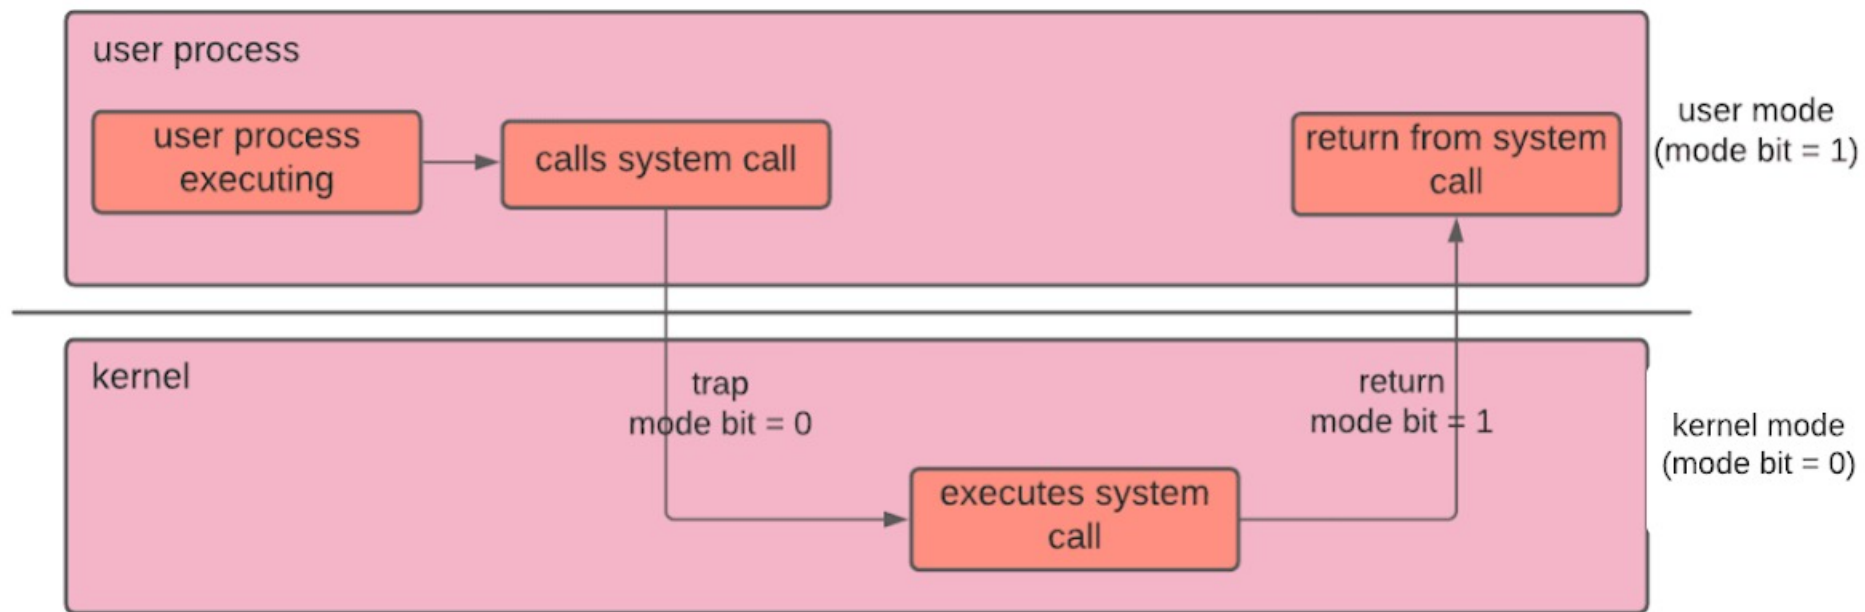 user process
user process
executing
calls system call
return from system
call
user mode
(mode bit = 1)
kernel
trap
mode bit = 0
return
mode bit = 1
executes system
call
kernel mode
(mode bit = 0)